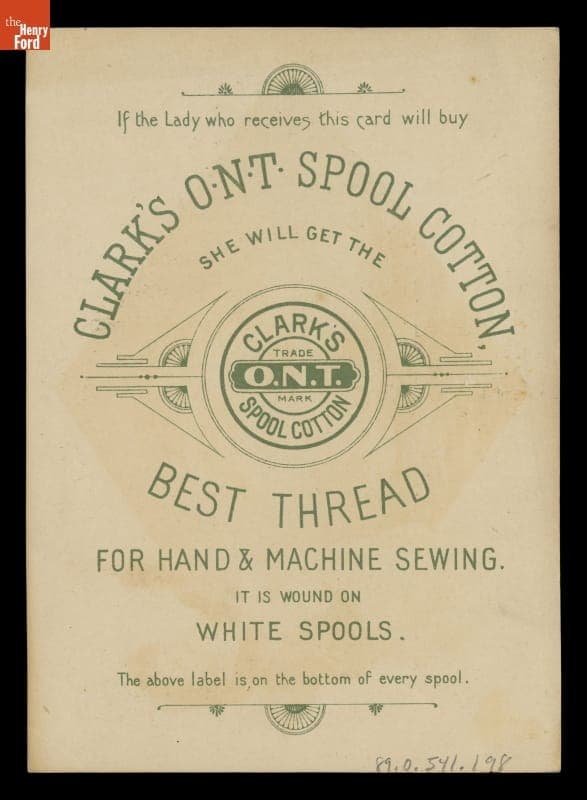 the
Henry
Ford
If the Lady who receives this card will buy
CLARK'S O·N·T· SPOOL COTTON,
SHE WILL GET THE
CLARK'S
TRADE
O.N.T.
MARK
SPOOL COTTON
BEST THREAD
FOR HAND & MACHINE SEWING.
IT IS WOUND ON
WHITE SPOOLS.
The above label is on the bottom of every spool.
89.0.541.198